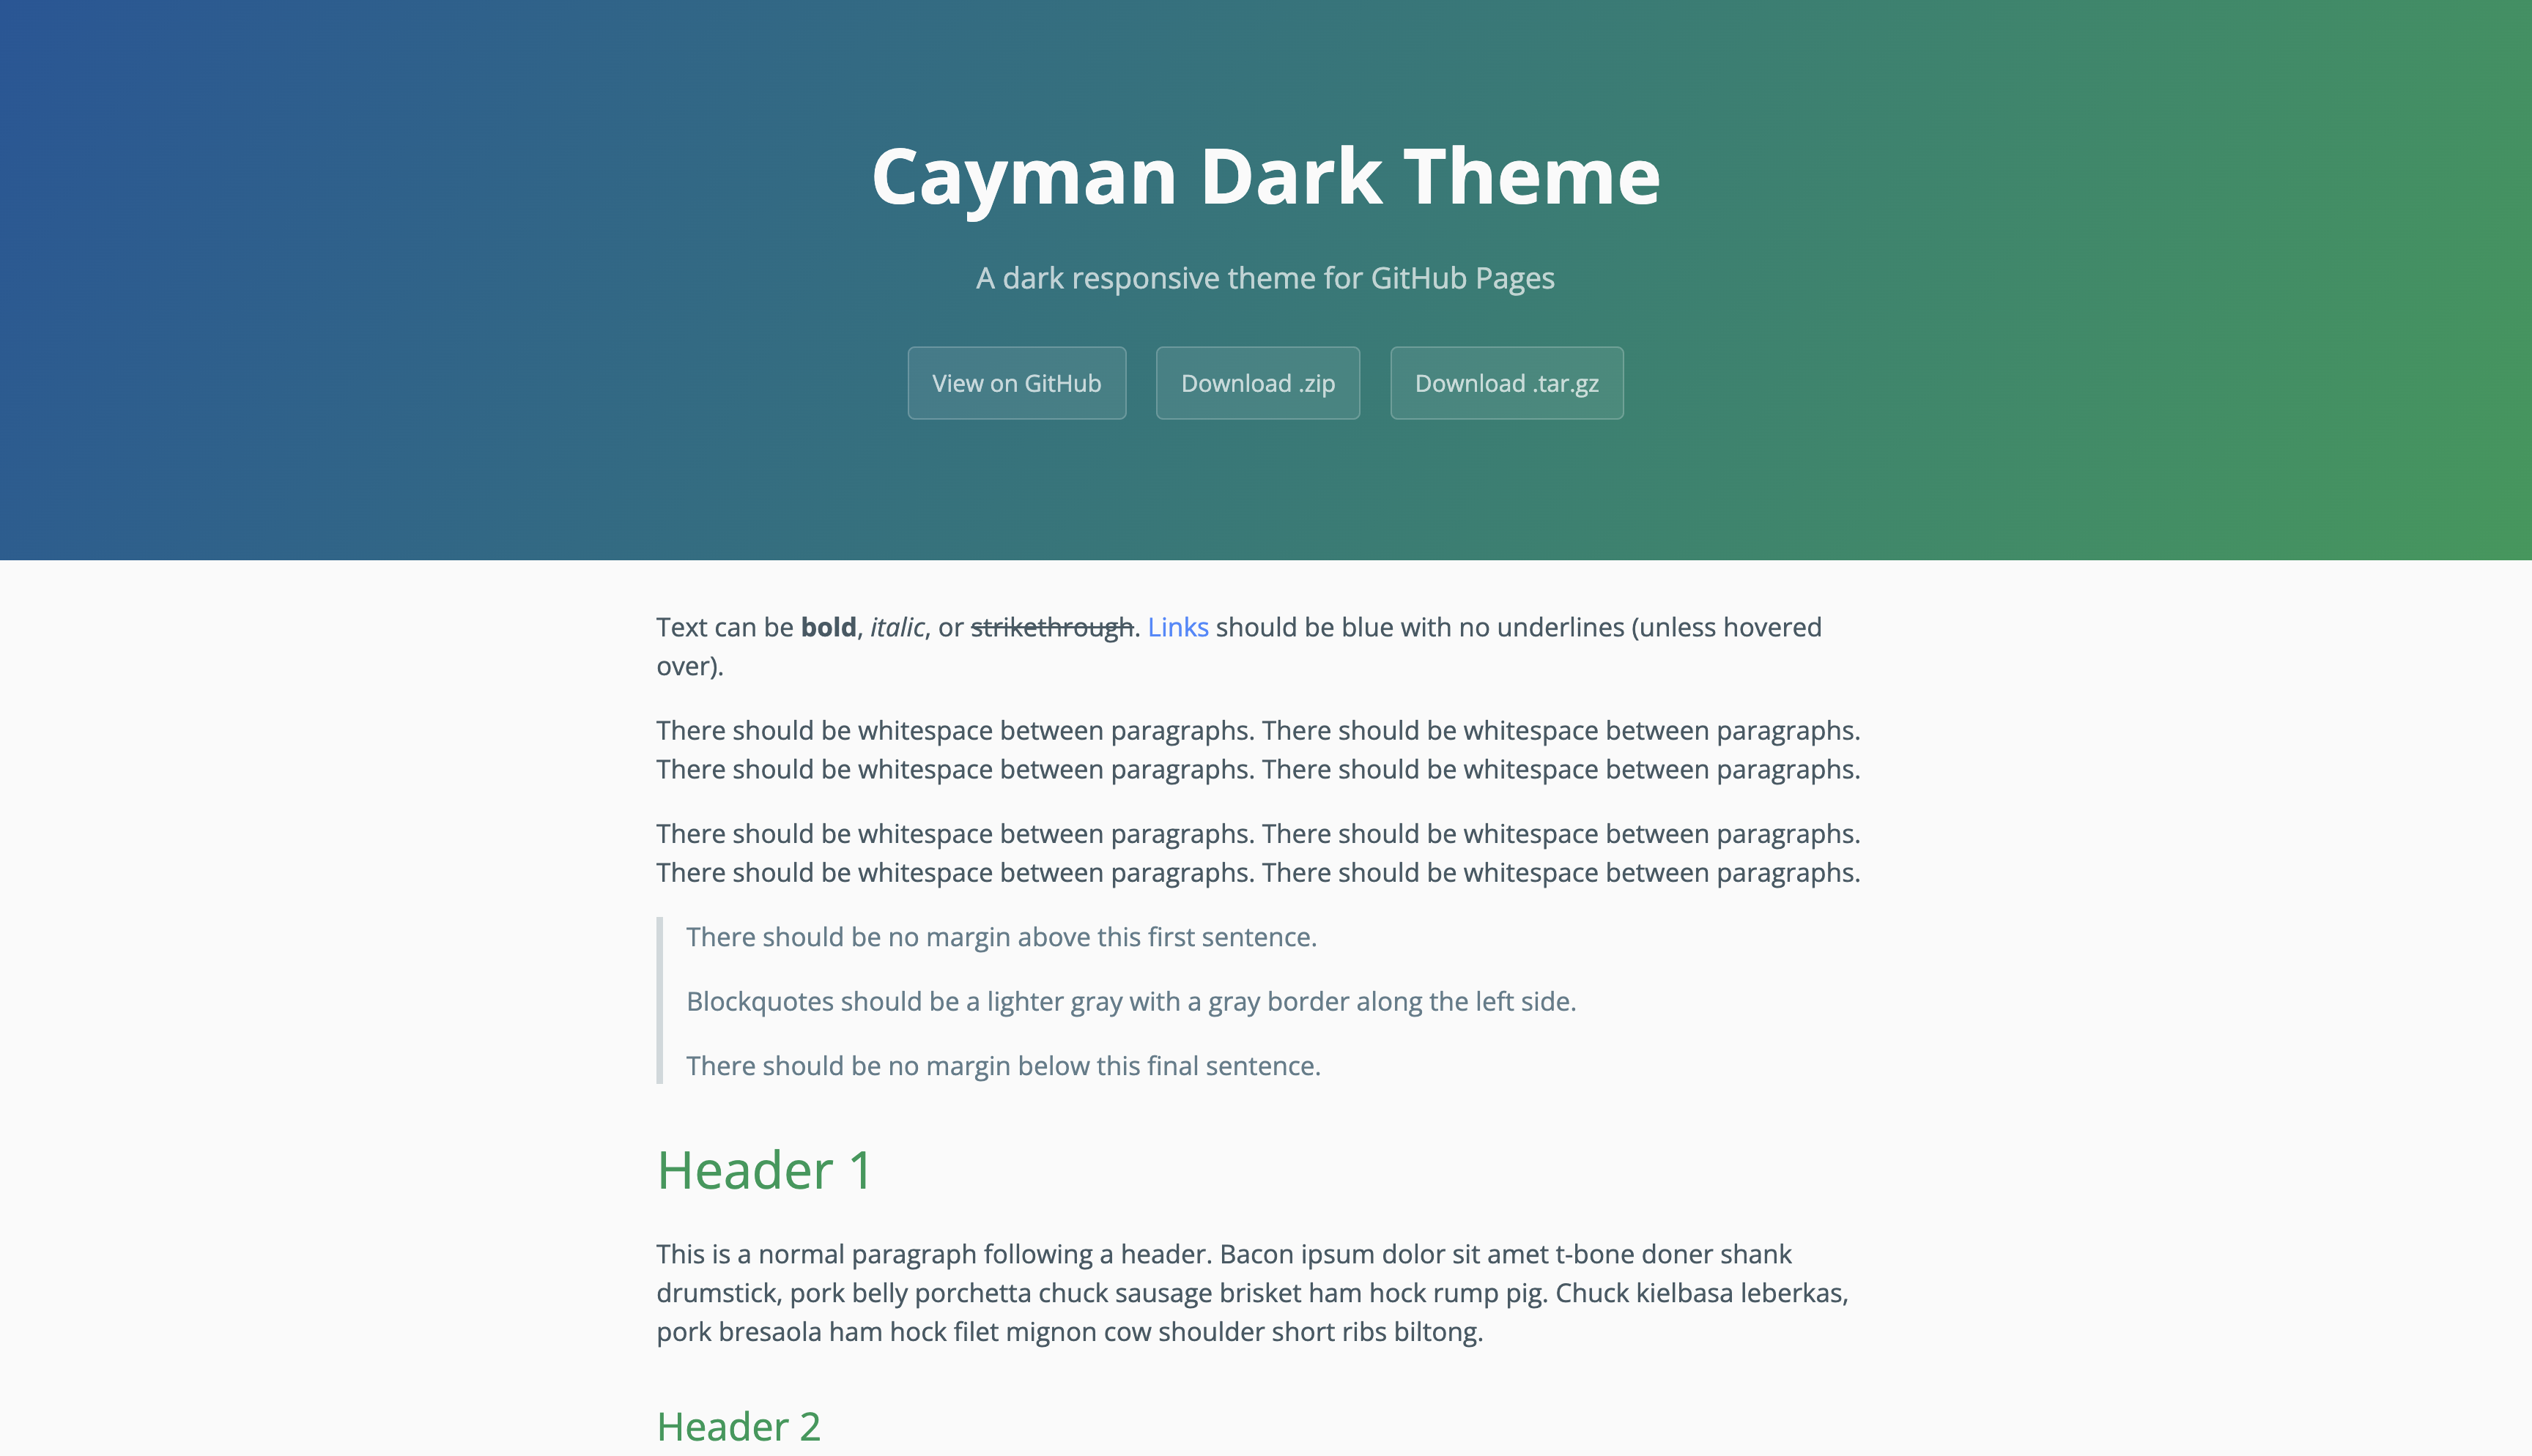 Cayman Dark Theme
A dark responsive theme for GitHub Pages
View on GitHub
Download .zip
Download .tar.gz
Text can be bold, italic, or strikethrough. Links should be blue with no underlines (unless hovered
over).
There should be whitespace between paragraphs. There should be whitespace between paragraphs.
There should be whitespace between paragraphs. There should be whitespace between paragraphs.
There should be whitespace between paragraphs. There should be whitespace between paragraphs.
There should be whitespace between paragraphs. There should be whitespace between paragraphs.
There should be no margin above this first sentence.
Blockquotes should be a lighter gray with a gray border along the left side.
There should be no margin below this final sentence.
Header 1
This is a normal paragraph following a header. Bacon ipsum dolor sit amet t-bone doner shank
drumstick, pork belly porchetta chuck sausage brisket ham hock rump pig. Chuck kielbasa leberkas,
pork bresaola ham hock filet mignon cow shoulder short ribs biltong.
Header 2